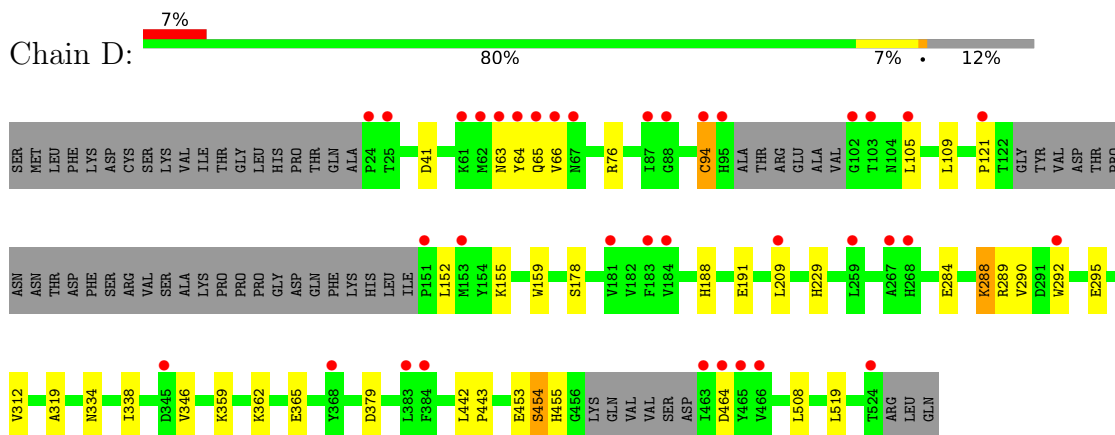 7%
Chain D:
80% 7% • 12%
SER MET LEU PHE LYS ASP CYS SER LYS VAL ILE THR GLY LEU HIS PRO THR GLN ALA P24 T25 D41 K61 M62 N63 Y64 Q65 V66 N67 R76 I87 G88 C94 H95 ALA THR ARG GLU ALA VAL G102 T103 N104 L105 L109 P121 T122 GLY TYR VAL ASP THR PRO
ASN ASN THR ASP PHE SER ARG VAL SER ALA LYS PRO PRO PRO GLY ASP GLN PHE LYS HIS LEU ILE P151 L152 M153 Y154 K155 W159 S178 V181 V182 F183 V184 H188 E191 L209 H229 L259 A267 H268 E284 K288 R289 V290 D291 W292 E295
V312 A319 N334 I338 D345 V346 K359 K362 E365 Y368 D379 L383 F384 L442 P443 E453 S454 H455 G456 LYS GLN VAL VAL SER ASP I463 D464 Y465 V466 L508 L519 T524 ARG LEU GLN